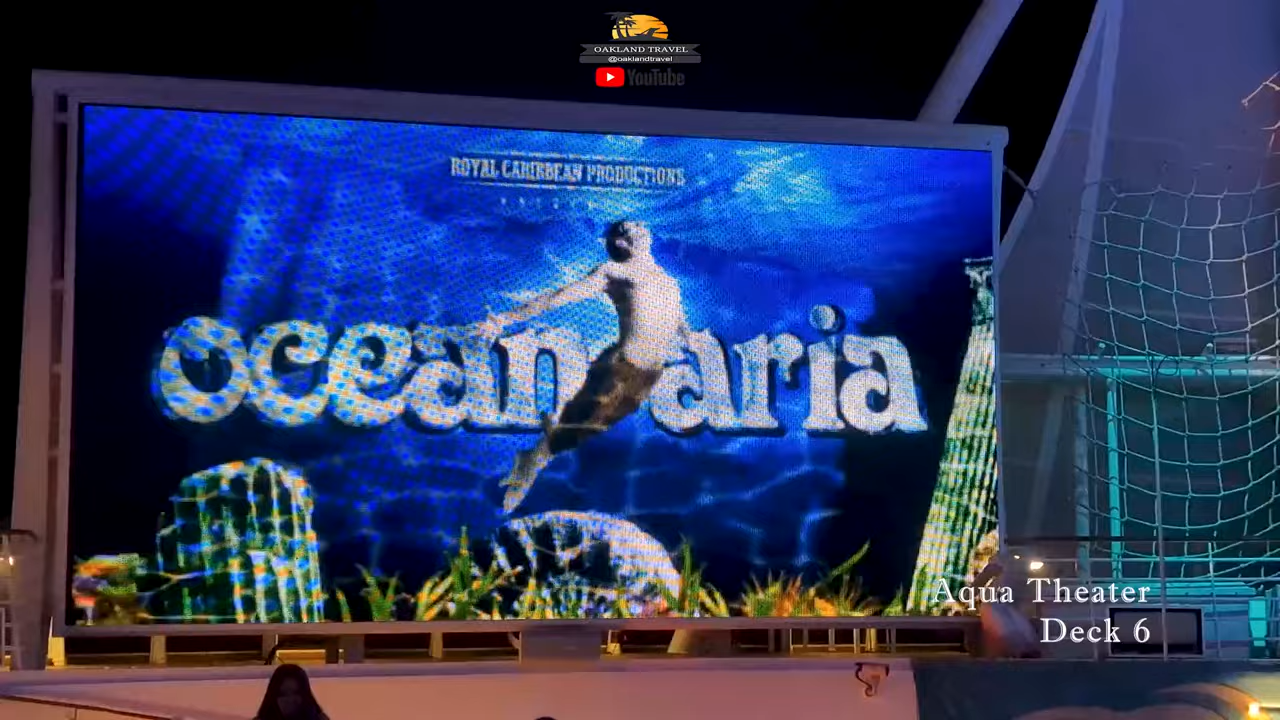 OAKLAND TRAVEL
@oaklandtravel
YouTube
ROYAL CARIBBEAN PRODUCTIONS
oceanaria
Aqua Theater
Deck 6